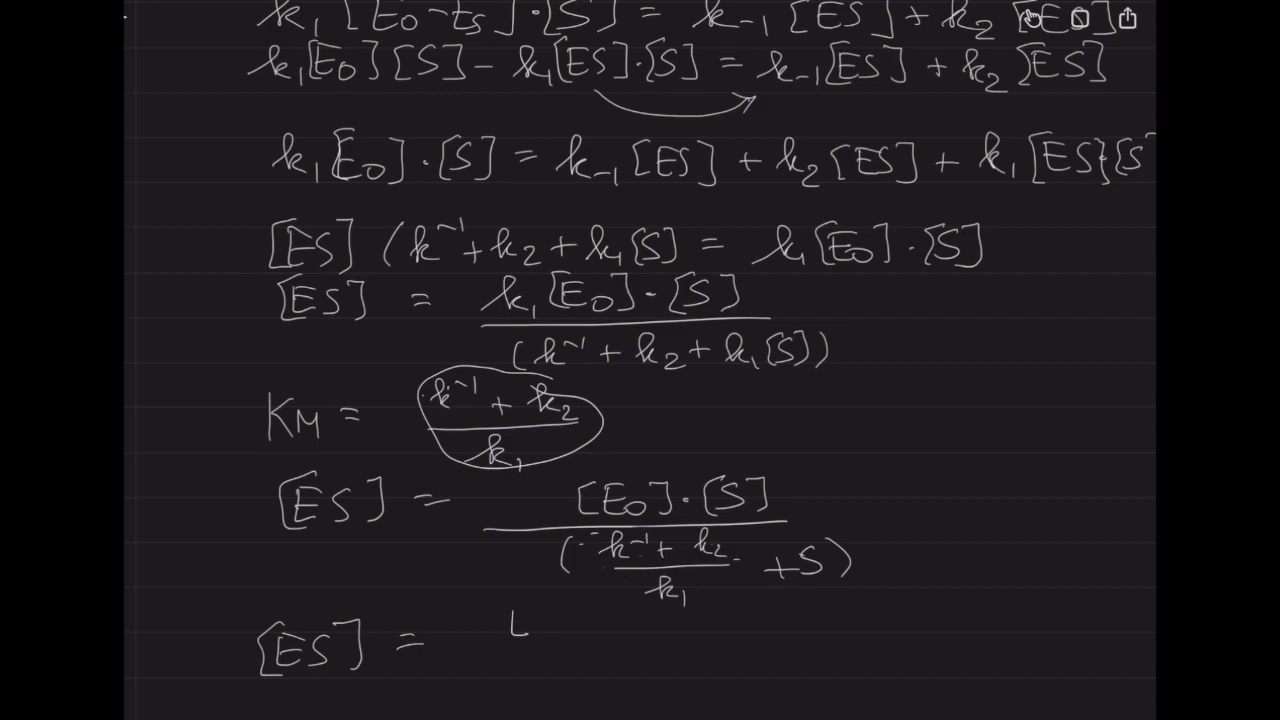 k₁ [E₀-Es]·[S] = k₋₁ [ES] + k₂ [ES]
k₁[E₀][S] - k₁[ES]·[S] = k₋₁[ES] + k₂ [ES]
k₁[E₀]·[S] = k₋₁ [ES] + k₂ [ES] + k₁ [ES][S
[ES] (k⁻¹ + k₂ + k₁[S] = k₁[E₀]·[S]
[ES] = k₁[E₀]·[S] / (k⁻¹ + k₂ + k₁[S])
KM = k⁻¹ + k₂ / k₁
[ES] = [E₀]·[S] / (k⁻¹ + k₂ / k₁ + S)
[ES] =